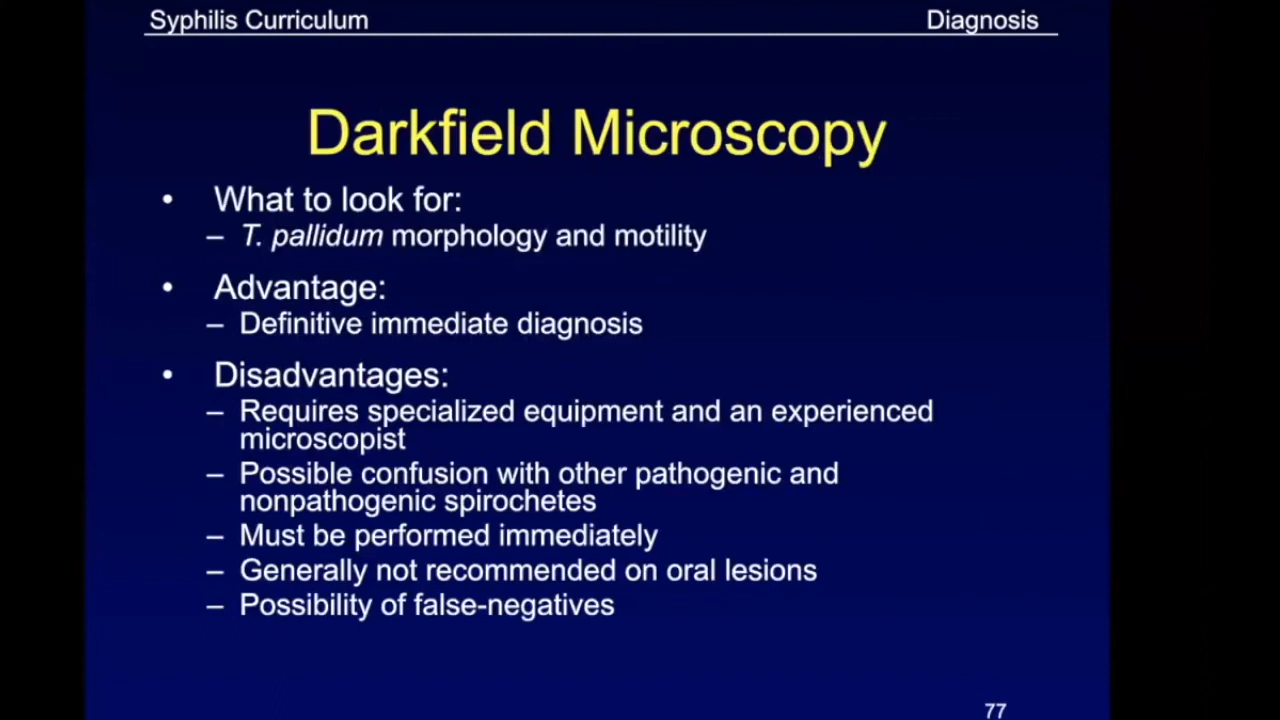 Syphilis Curriculum
Diagnosis
Darkfield Microscopy
• What to look for:
– T. pallidum morphology and motility
• Advantage:
– Definitive immediate diagnosis
• Disadvantages:
– Requires specialized equipment and an experienced
microscopist
– Possible confusion with other pathogenic and
nonpathogenic spirochetes
– Must be performed immediately
– Generally not recommended on oral lesions
– Possibility of false-negatives
77